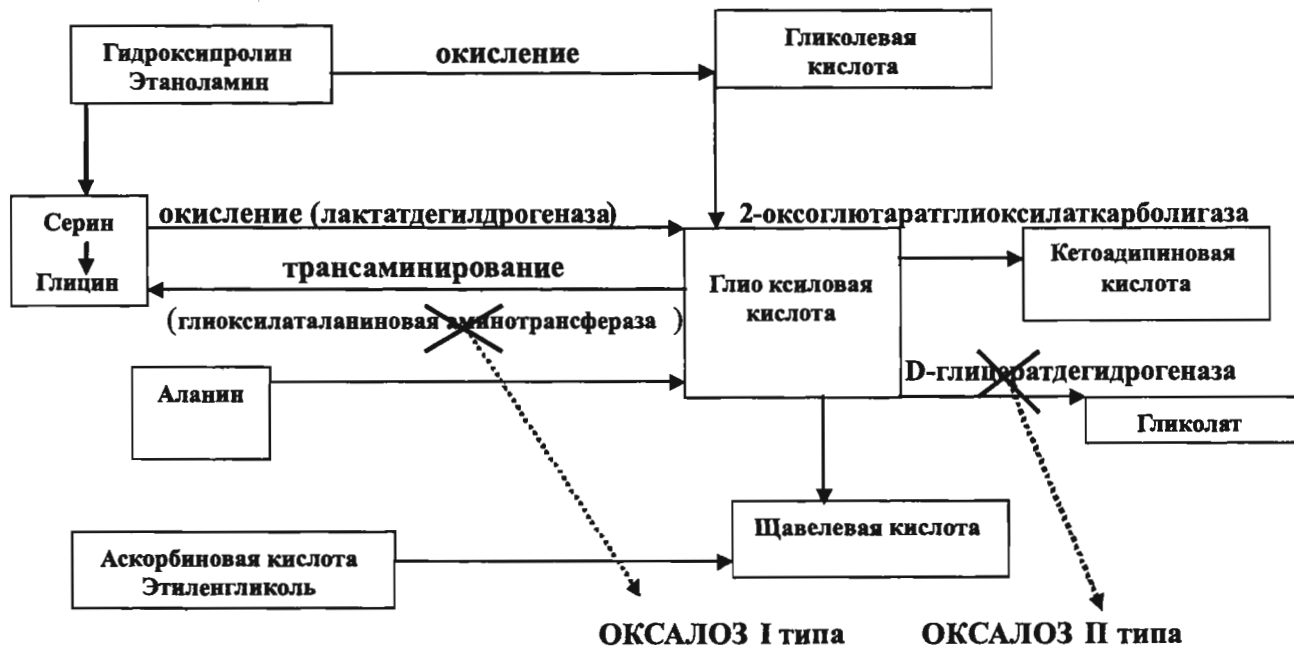 Гидроксипролин
Этаноламин
окисление
Гликолевая
кислота
Серин
Глицин
окисление (лактатдегилдрогеназа)
2-оксоглютаратглиоксилаткарболигаза
трансаминирование
(глиоксилаталаниновая аминотрансфераза )
Глио ксиловая
кислота
Кетоадипиновая
кислота
Аланин
D-глицератдегидрогеназа
Гликолат
Щавелевая кислота
Аскорбиновая кислота
Этиленгликоль
ОКСАЛОЗ I типа
ОКСАЛОЗ П типа